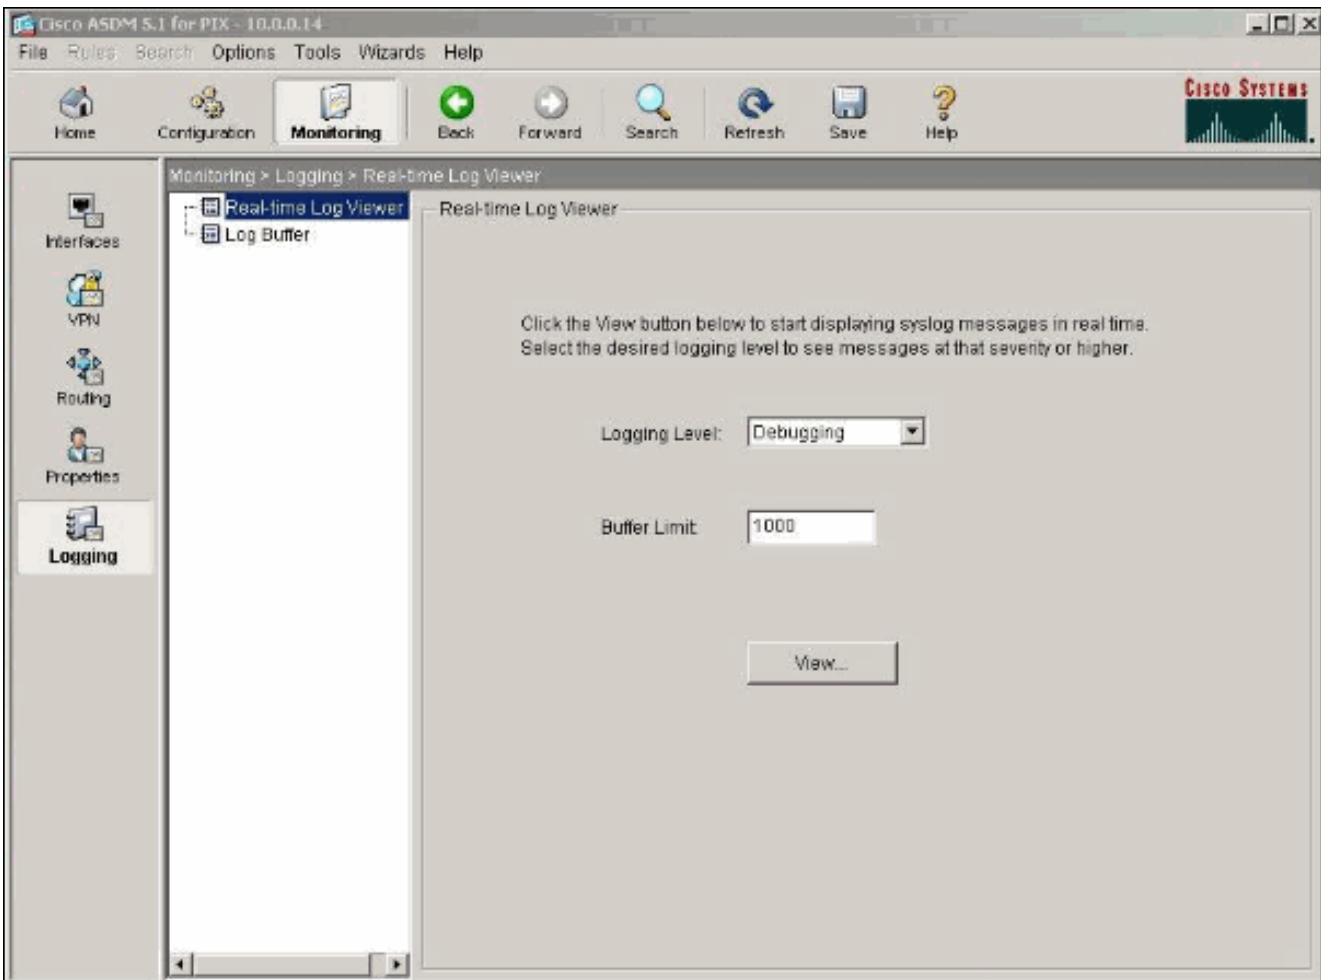 Cisco ASDM 5.1 for PIX - 10.0.0.14
File Rules Search Options Tools Wizards Help
Home Configuration Monitoring Back Forward Search Refresh Save Help
CISCO SYSTEMS
Monitoring > Logging > Real-time Log Viewer
Interfaces
VPN
Routing
Properties
Logging
Real-time Log Viewer
Log Buffer
Real-time Log Viewer
Click the View button below to start displaying syslog messages in real time.
Select the desired logging level to see messages at that severity or higher.
Logging Level: Debugging
Buffer Limit: 1000
View...